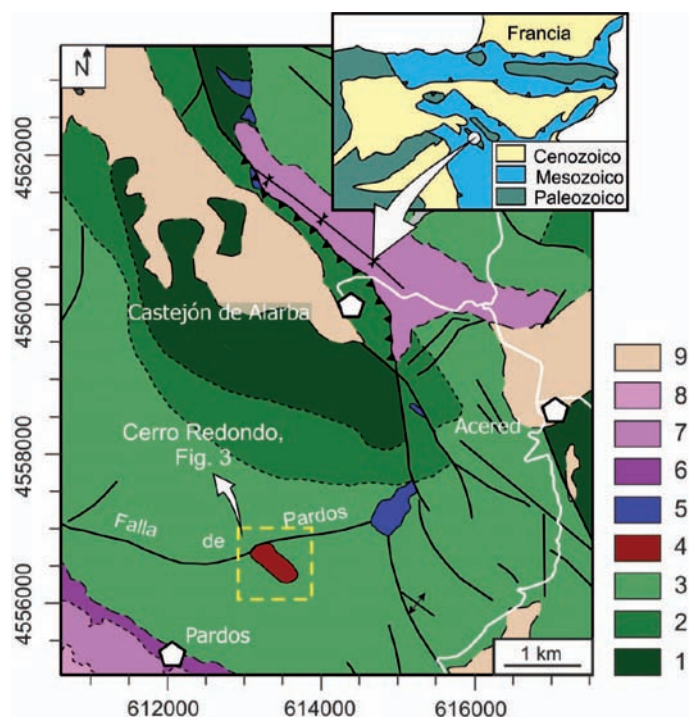 N
Francia
Cenozoico
Mesozoico
Paleozoico
4562000
4560000
4558000
4556000
Castejón de Alarba
Cerro Redondo,
Fig. 3
Acered
Falla de Pardos
Pardos
1 km
9
8
7
6
5
4
3
2
1
612000
614000
616000